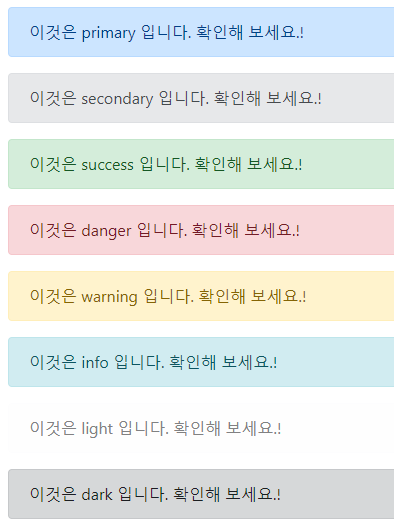 이것은 primary 입니다. 확인해 보세요.!
이것은 secondary 입니다. 확인해 보세요.!
이것은 success 입니다. 확인해 보세요.!
이것은 danger 입니다. 확인해 보세요.!
이것은 warning 입니다. 확인해 보세요.!
이것은 info 입니다. 확인해 보세요.!
이것은 light 입니다. 확인해 보세요.!
이것은 dark 입니다. 확인해 보세요.!